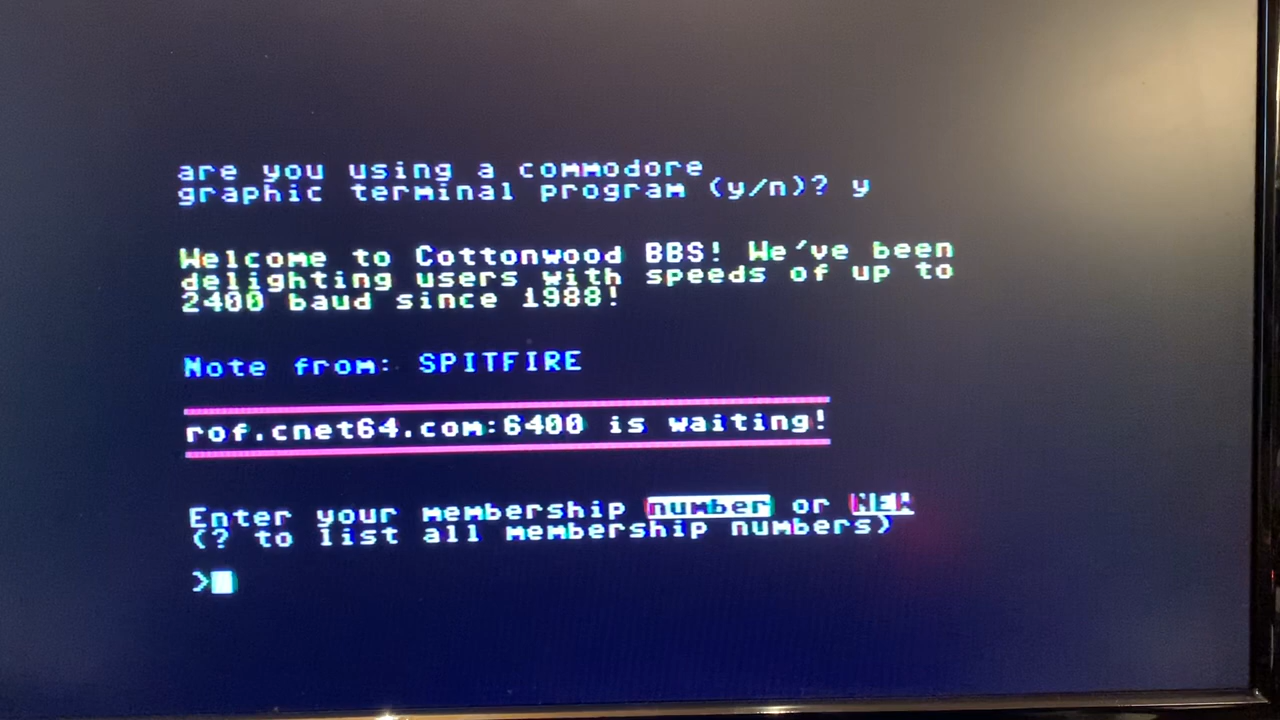 are you using a commodore
graphic terminal program (y/n)? y
Welcome to Cottonwood BBS! We've been
delighting users with speeds of up to
2400 baud since 1988!
Note from: SPITFIRE
rof.cnet64.com:6400 is waiting!
Enter your membership number or NEW
(? to list all membership numbers)
>